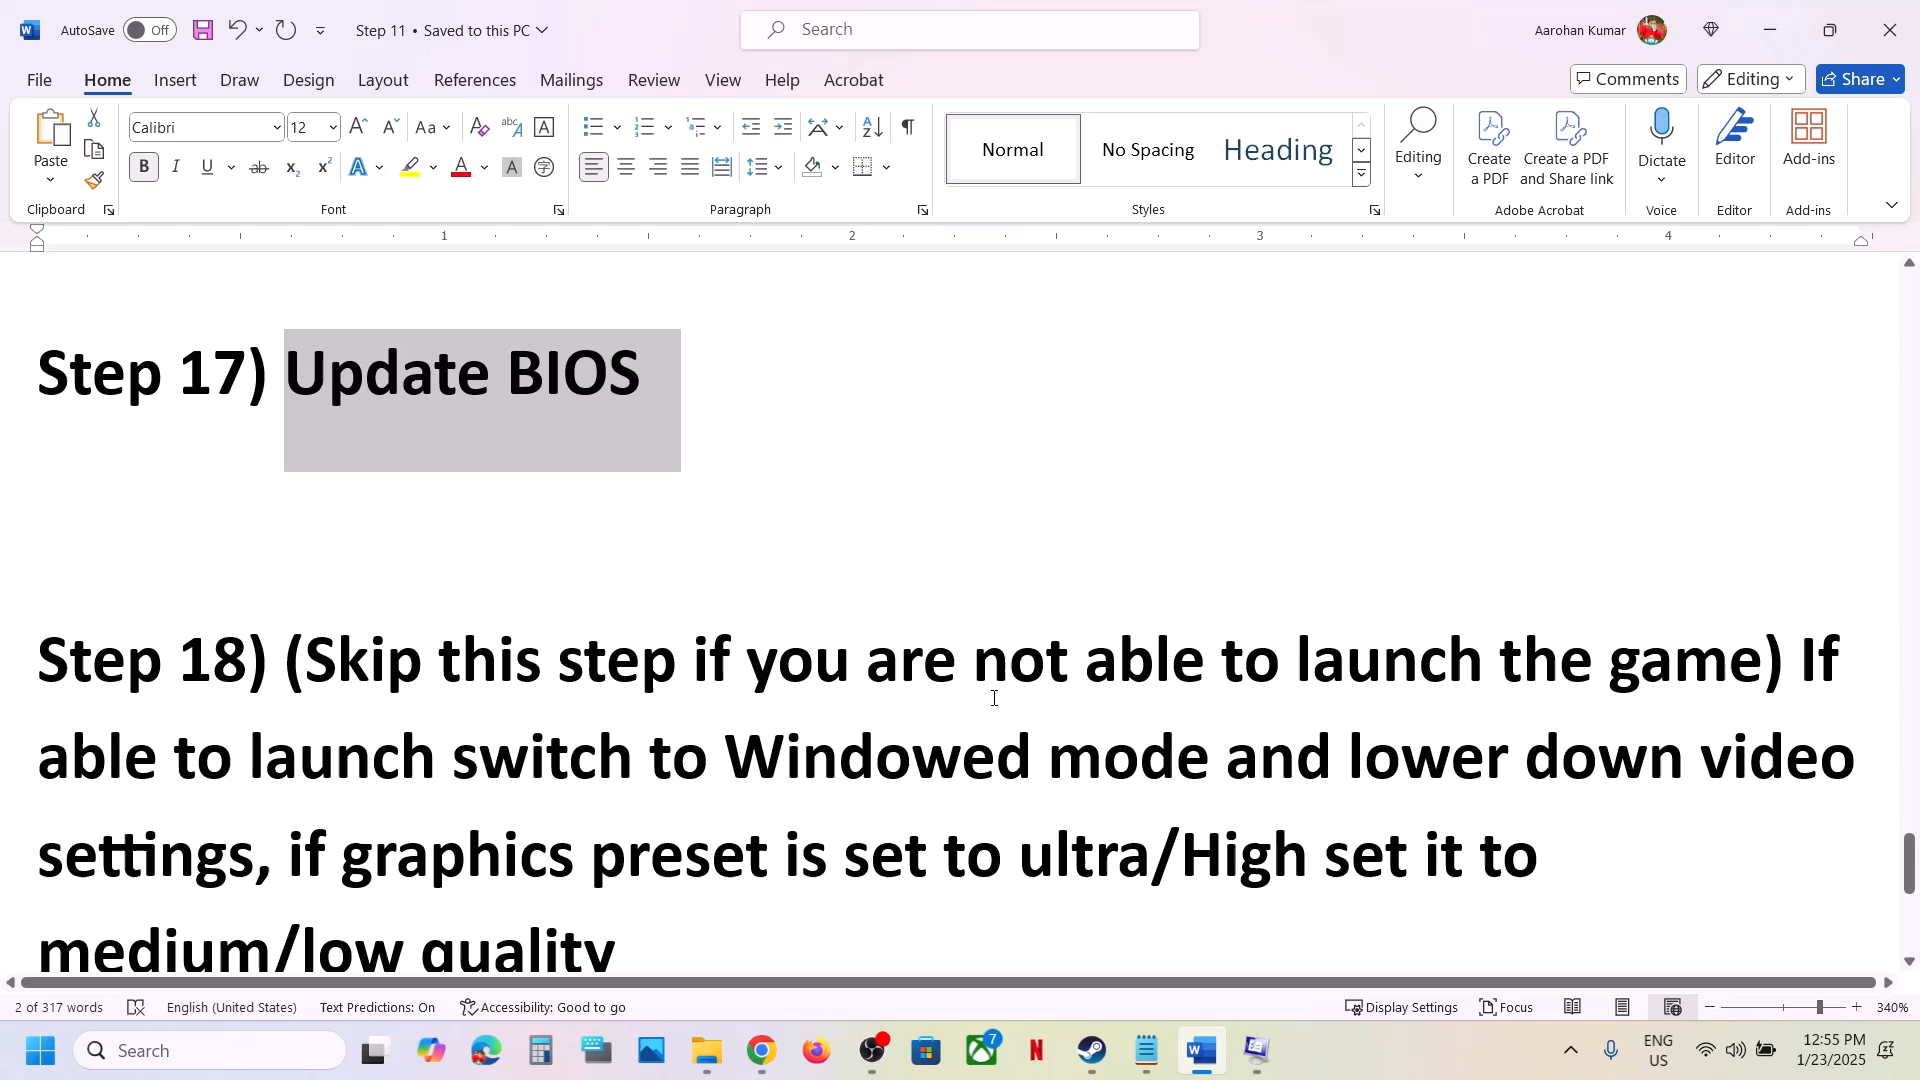 AutoSave
Off
Step 11 • Saved to this PC
Search
Aarohan Kumar
File
Home
Insert
Draw
Design
Layout
References
Mailings
Review
View
Help
Acrobat
Comments
Editing
Share
Paste
Clipboard
Calibri
12
Font
Paragraph
Normal
No Spacing
Heading
Styles
Editing
Create
a PDF
Create a PDF
and Share link
Adobe Acrobat
Dictate
Voice
Editor
Editor
Add-ins
Add-ins
1
2
3
4
Step 17) Update BIOS
Step 18) (Skip this step if you are not able to launch the game) If
able to launch switch to Windowed mode and lower down video
settings, if graphics preset is set to ultra/High set it to
medium/low quality
2 of 317 words
English (United States)
Text Predictions: On
Accessibility: Good to go
Display Settings
Focus
340%
Search
7
ENG
US
12:55 PM
1/23/2025